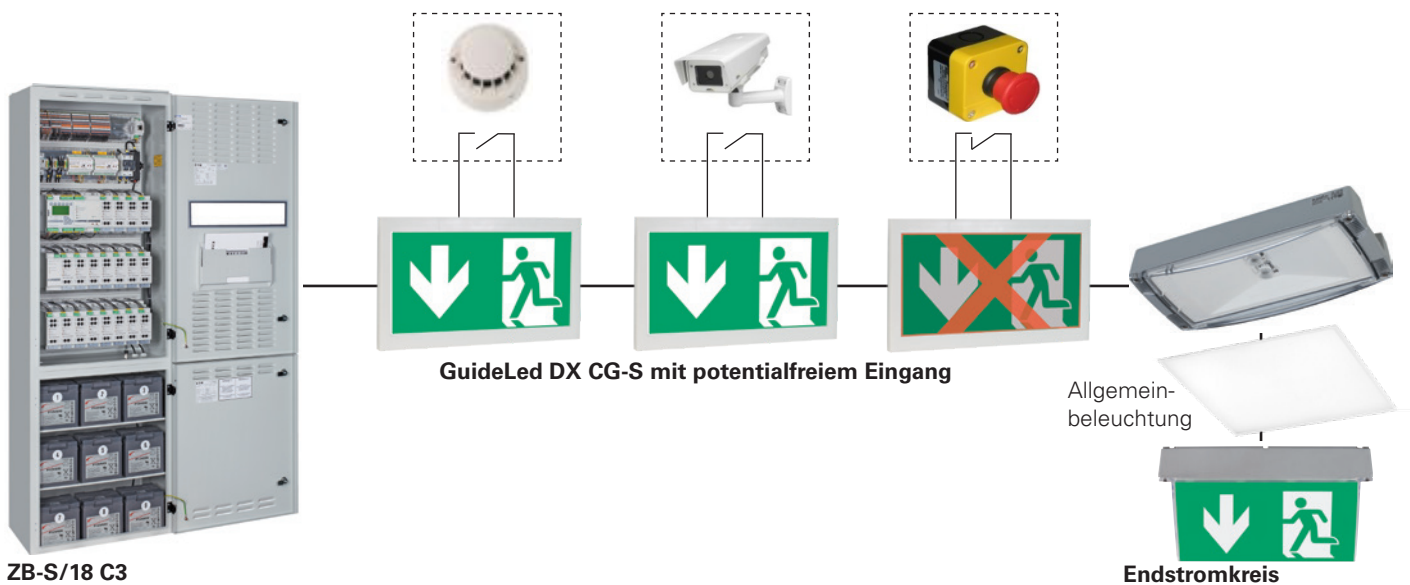 GuideLed DX CG-S mit potentialfreiem Eingang
Allgemein-
beleuchtung
ZB-S/18 C3
Endstromkreis